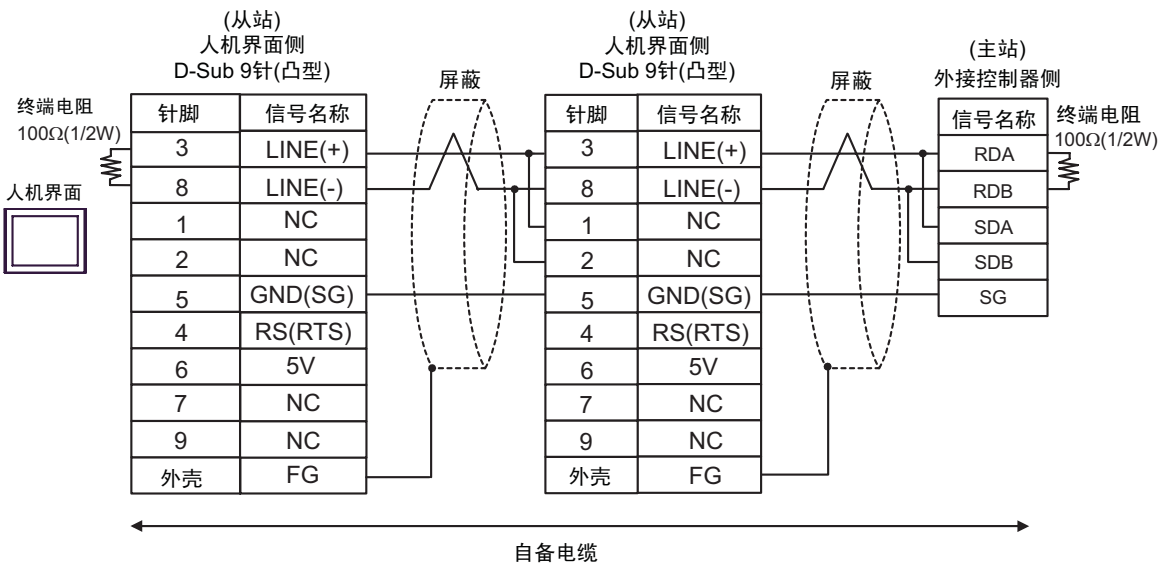 (从站)
人机界面侧
D-Sub 9针(凸型)
(从站)
人机界面侧
D-Sub 9针(凸型)
(主站)
外接控制器侧
屏蔽
屏蔽
终端电阻
100Ω(1/2W)
人机界面
针脚 信号名称
3 LINE(+)
8 LINE(-)
1 NC
2 NC
5 GND(SG)
4 RS(RTS)
6 5V
7 NC
9 NC
外壳 FG
针脚 信号名称
3 LINE(+)
8 LINE(-)
1 NC
2 NC
5 GND(SG)
4 RS(RTS)
6 5V
7 NC
9 NC
外壳 FG
信号名称
RDA
RDB
SDA
SDB
SG
终端电阻
100Ω(1/2W)
自备电缆